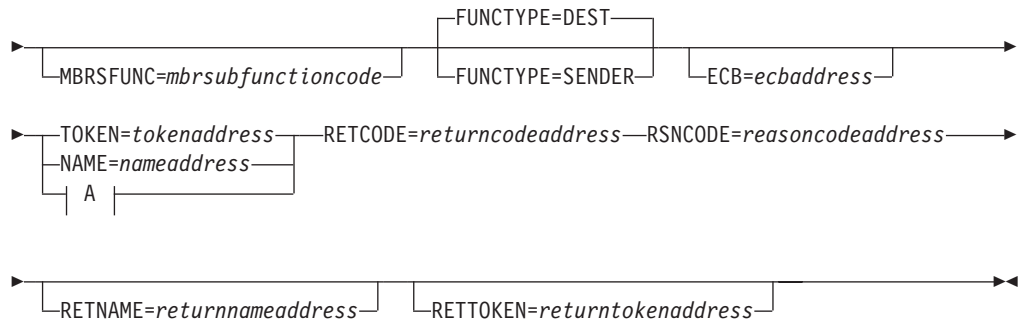 FUNCTYPE=DEST
MBRSFUNC=mbrsubfunctioncode FUNCTYPE=SENDER ECB=ecbaddress
TOKEN=tokenaddress RETCODE=returncodeaddress RSNCODE=reasoncodeaddress
NAME=nameaddress
A
RETNAME=returnnameaddress RETTOKEN=returntokenaddress